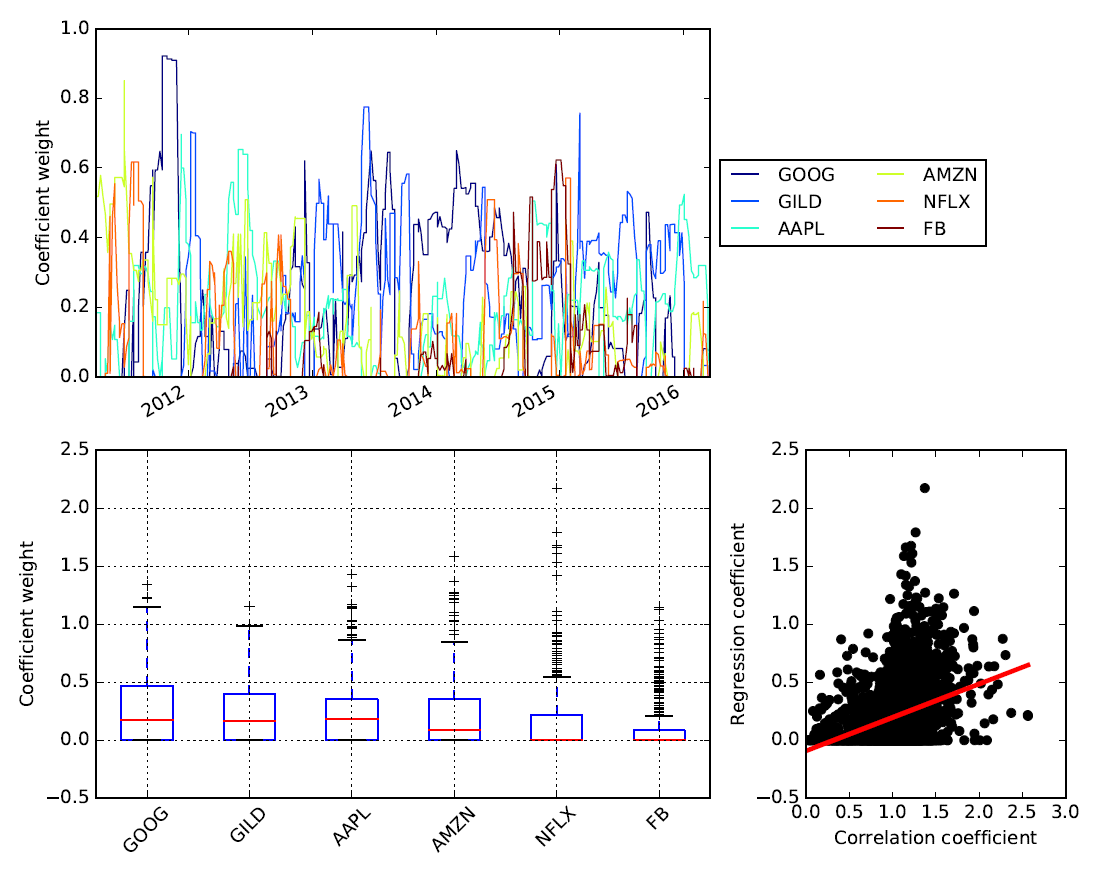 1.0
0.8
0.6
0.4
0.2
0.0
Coefficient weight
2012
2013
2014
2015
2016
GOOG
GILD
AAPL
AMZN
NFLX
FB
2.5
2.0
1.5
1.0
0.5
0.0
−0.5
Coefficient weight
GOOG
GILD
AAPL
AMZN
NFLX
FB
2.5
2.0
1.5
1.0
0.5
0.0
−0.5
Regression coefficient
0.0 0.5 1.0 1.5 2.0 2.5 3.0
Correlation coefficient